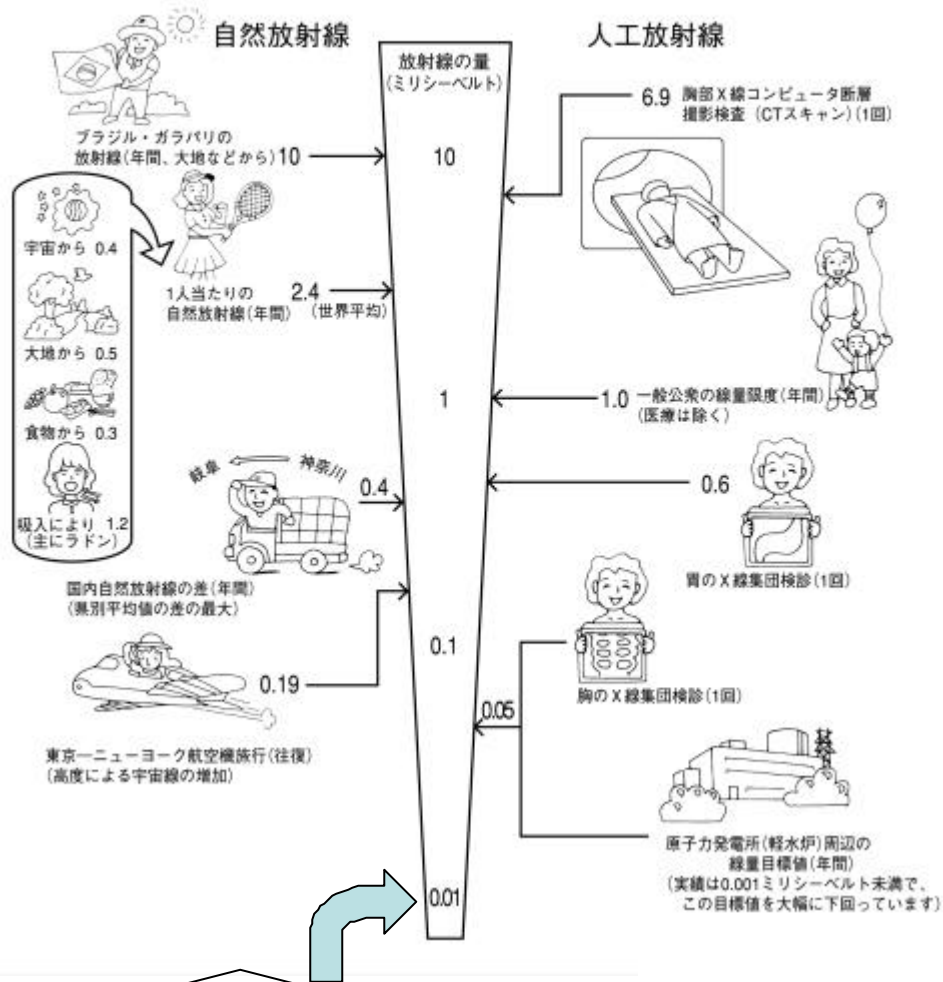 自然放射線
人工放射線
放射線の量
(ミリシーベルト)
10
1
0.1
0.01
ブラジル・ガラパリの
放射線(年間、大地などから)10
宇宙から 0.4
大地から 0.5
食物から 0.3
吸入により 1.2
(主にラドン)
1人当たりの
自然放射線(年間)
2.4
(世界平均)
岐阜
神奈川
0.4
国内自然放射線の差(年間)
(県別平均値の差の最大)
0.19
東京―ニューヨーク航空機旅行(往復)
(高度による宇宙線の増加)
6.9 胸部X線コンピュータ断層
撮影検査(CTスキャン)(1回)
1.0 一般公衆の線量限度(年間)
(医療は除く)
0.6
胃のX線集団検診(1回)
胸のX線集団検診(1回)
0.05
原子力発電所(軽水炉)周辺の
線量目標値(年間)
(実績は0.001ミリシーベルト未満で、
この目標値を大幅に下回っています)